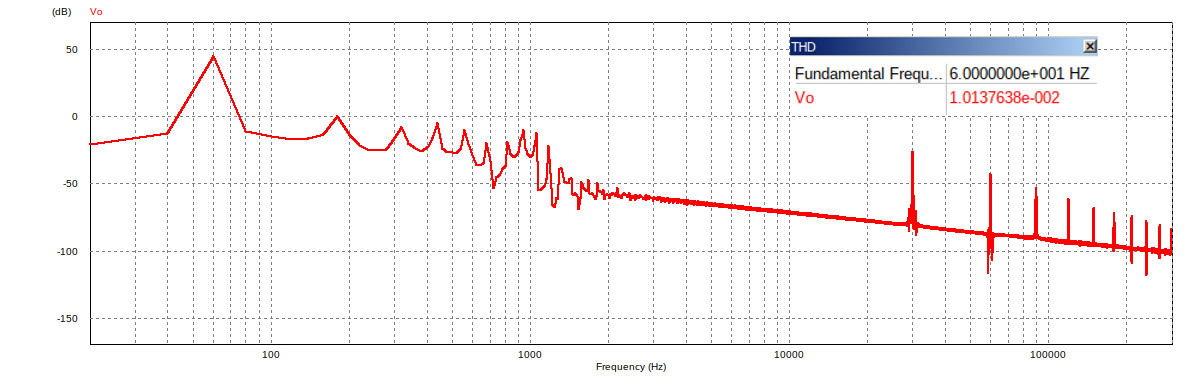 (dB) Vo
50
0
-50
-100
-150
THD
Fundamental Frequ... 6.0000000e+001 HZ
Vo 1.0137638e-002
100 1000 10000 100000
Frequency (Hz)